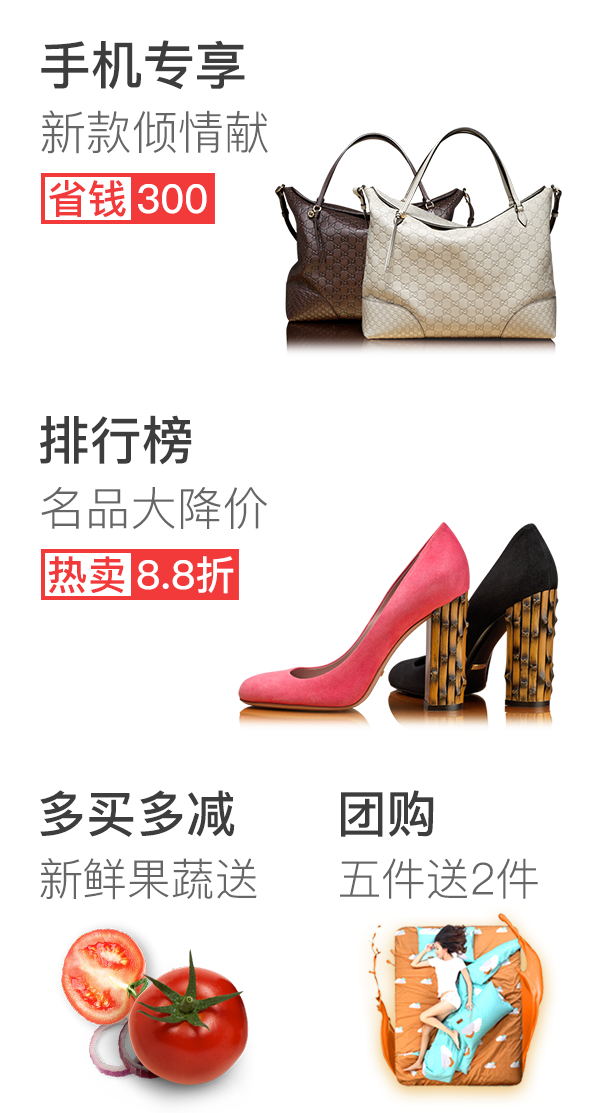 手机专享
新款倾情献
省钱 300
排行榜
名品大降价
热卖 8.8折
多买多减
新鲜果蔬送
团购
五件送2件